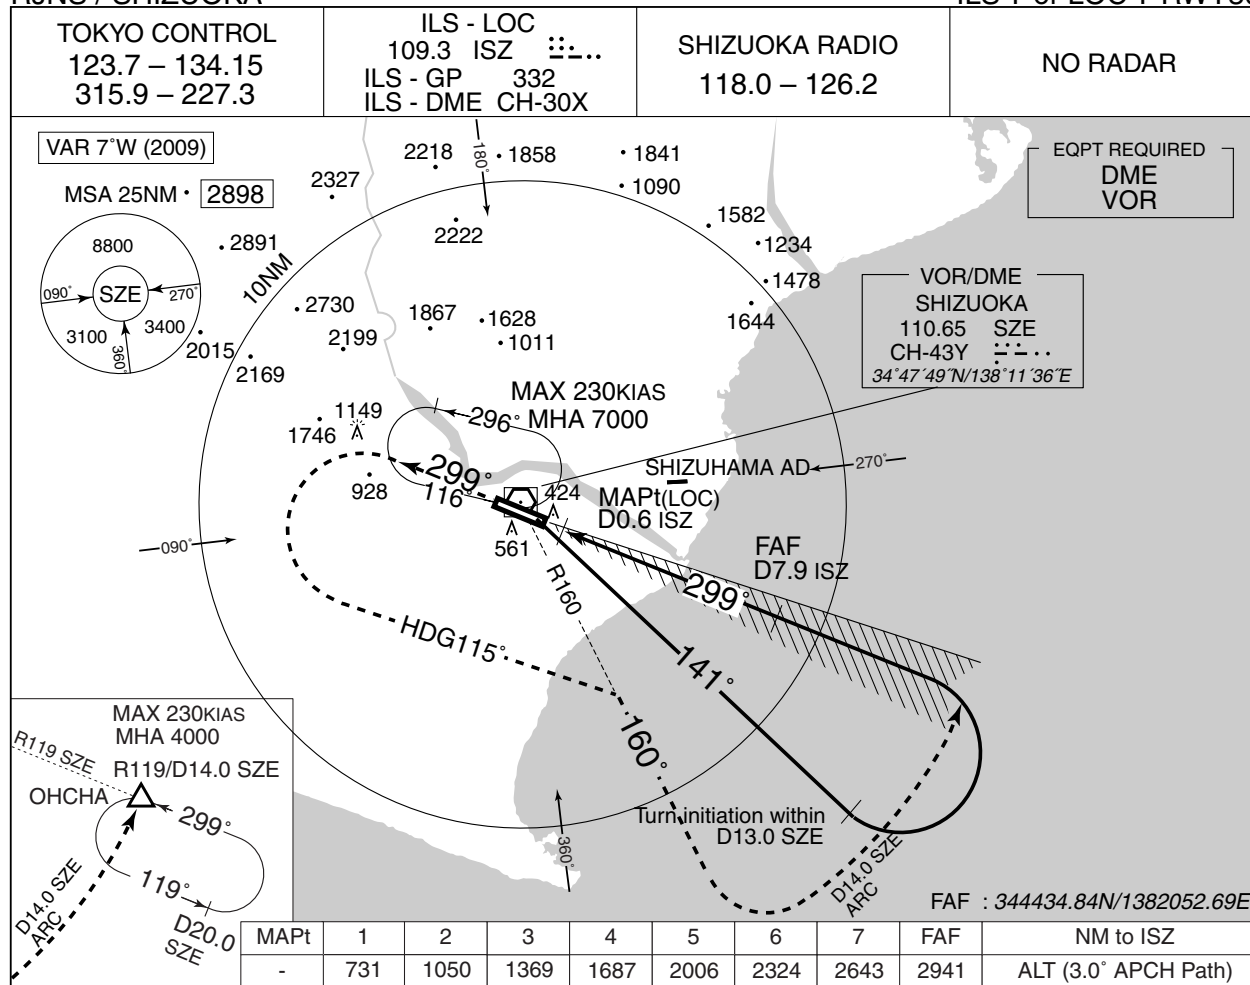 TOKYO CONTROL
123.7 – 134.15
315.9 – 227.3
ILS - LOC
109.3 ISZ
ILS - GP 332
ILS - DME CH-30X
SHIZUOKA RADIO
118.0 – 126.2
NO RADAR
VAR 7˚W (2009)
MSA 25NM
2898
8800
SZE
090˚
270˚
3100
3400
360˚
2327
2218
180˚
1858
1841
1090
2222
2891
10NM
1582
1234
1478
1644
2730
2199
1867
1628
1011
2015
2169
1149
1746
928
EQPT REQUIRED
DME
VOR
VOR/DME
SHIZUOKA
110.65 SZE
CH-43Y
34˚47´49˝N/138˚11´36˝E
MAX 230KIAS
MHA 7000
296˚
299˚
116˚
424
561
SHIZUHAMA AD
270˚
MAPt(LOC)
D0.6 ISZ
090˚
FAF
D7.9 ISZ
299˚
R160
HDG115˚
141˚
160˚
Turn initiation within
D13.0 SZE
360˚
D14.0 SZE
ARC
MAX 230KIAS
MHA 4000
R119 SZE
R119/D14.0 SZE
OHCHA
299˚
119˚
D20.0
SZE
D14.0 SZE
ARC
FAF : 344434.84N/1382052.69E
MAPt 1 2 3 4 5 6 7 FAF NM to ISZ
- 731 1050 1369 1687 2006 2324 2643 2941 ALT (3.0˚ APCH Path)